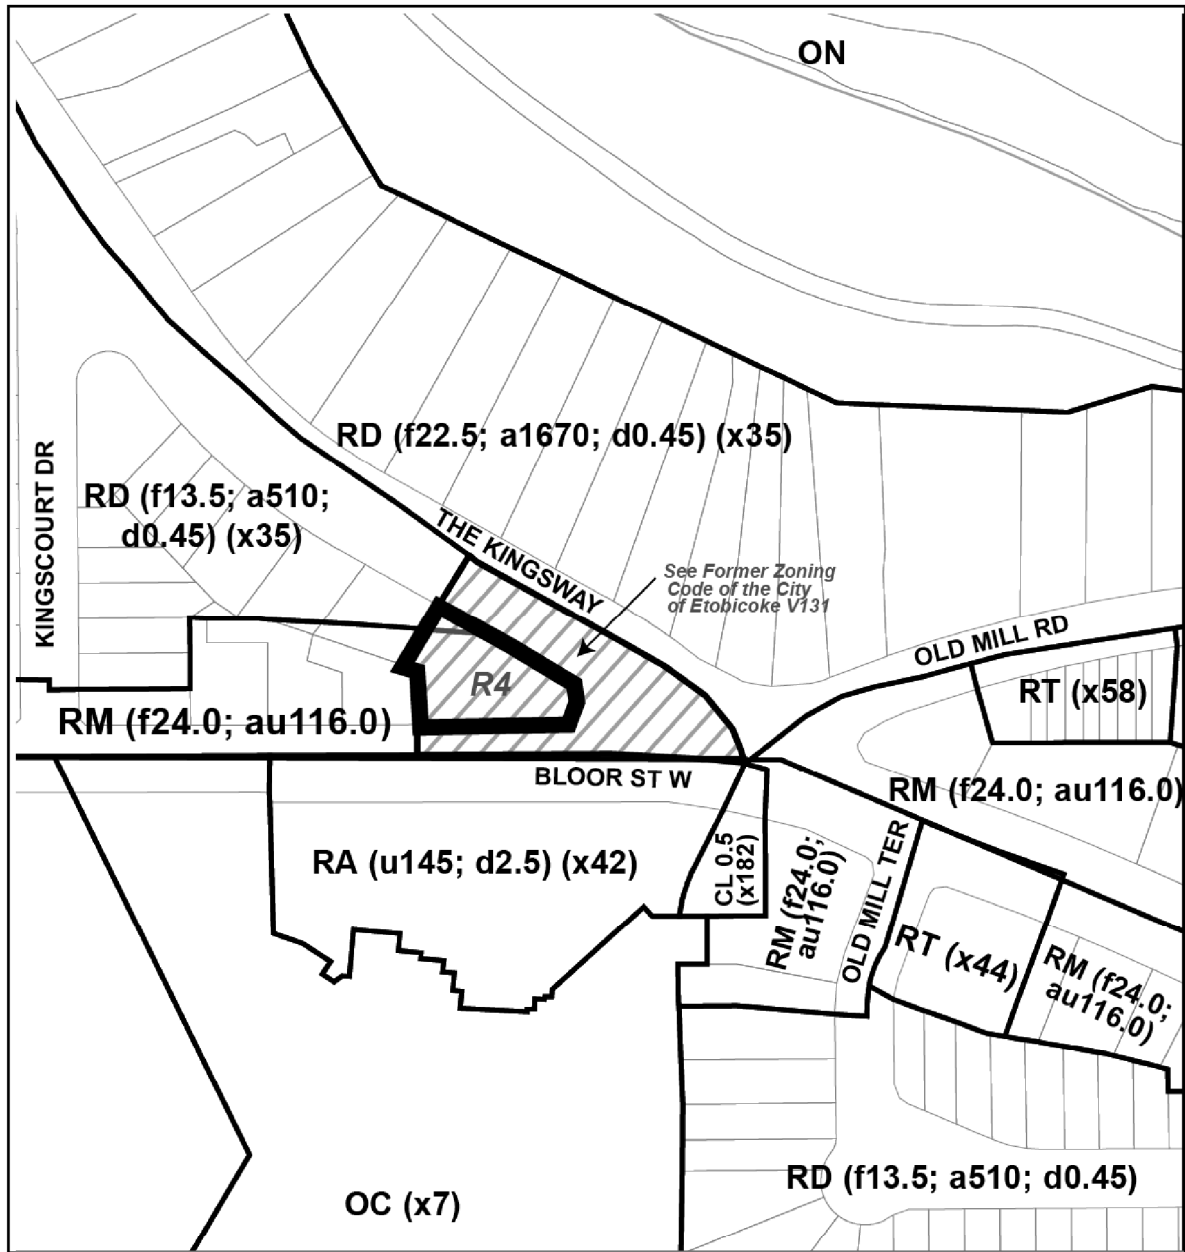 ON
RD (f22.5; a1670; d0.45) (x35)
KINGSCOURT DR
RD (f13.5; a510;
d0.45) (x35)
THE KINGSWAY
See Former Zoning
Code of the City
of Etobicoke V131
OLD MILL RD
R4
RT (x58)
RM (f24.0; au116.0)
BLOOR ST W
RM (f24.0; au116.0)
RA (u145; d2.5) (x42)
CL 0.5
(x182)
RM (f24.0;
au116.0)
OLD MILL TER
RT (x44)
RM (f24.0;
au116.0)
RD (f13.5; a510; d0.45)
OC (x7)